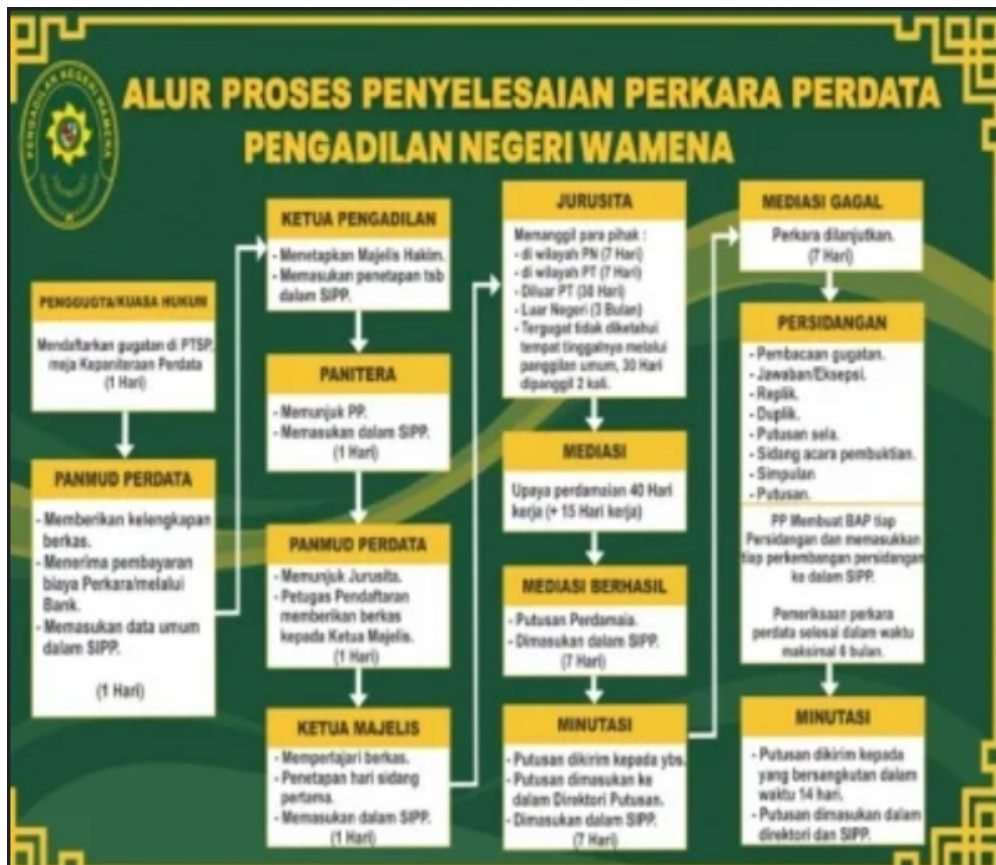 PENGADILAN NEGERI WAMENA
ALUR PROSES PENYELESAIAN PERKARA PERDATA
PENGADILAN NEGERI WAMENA
PENGGUGTA/KUASA HUKUM
Mendaftarkan gugatan di PTSP,
meja Kepaniteraan Perdata
(1 Hari)
PANMUD PERDATA
- Memberikan kelengkapan
berkas.
- Menerima pembayaran
biaya Perkara/melalui
Bank.
- Memasukan data umum
dalam SIPP.
(1 Hari)
KETUA PENGADILAN
- Menetapkan Majelis Hakim.
- Memasukan penetapan tsb
dalam SIPP.
PANITERA
- Memunjuk PP.
- Memasukan dalam SIPP.
(1 Hari)
PANMUD PERDATA
- Memunjuk Jurusita.
- Petugas Pendaftaran
memberikan berkas
kepada Ketua Majelis.
(1 Hari)
KETUA MAJELIS
- Mempertajari berkas.
- Penetapan hari sidang
pertama.
- Memasukan dalam SIPP.
(1 Hari)
JURUSITA
Memanggil para pihak :
- di wilayah PN (7 Hari)
- di wilayah PT (7 Hari)
- Diluar PT (30 Hari)
- Luar Negeri (3 Bulan)
- Tergugat tidak diketahui
tempat tinggalnya melalui
panggilan umum, 30 Hari
dipanggil 2 kali.
MEDIASI
Upaya perdamaian 40 Hari
kerja (+ 15 Hari kerja)
MEDIASI BERHASIL
- Putusan Perdamaia.
- Dimasukan dalam SIPP.
(7 Hari)
MINUTASI
- Putusan dikirim kepada ybs.
- Putusan dimasukan ke
dalam Direktori Putusan.
- Dimasukan dalam SIPP.
(7 Hari)
MEDIASI GAGAL
Perkara dilanjutkan.
(7 Hari)
PERSIDANGAN
- Pembacaan gugatan.
- Jawaban/Eksepsi.
- Replik.
- Duplik.
- Putusan sela.
- Sidang acara pembuktian.
- Simpulan
- Putusan.
PP Membuat BAP tiap
Persidangan dan memasukkan
tiap perkembangan persidangan
ke dalam SIPP.
Pemeriksaan perkara
perdata selesai dalam waktu
maksimal 6 bulan.
MINUTASI
- Putusan dikirim kepada
yang bersangkutan dalam
waktu 14 hari.
- Putusan dimasukan dalam
direktori dan SIPP.